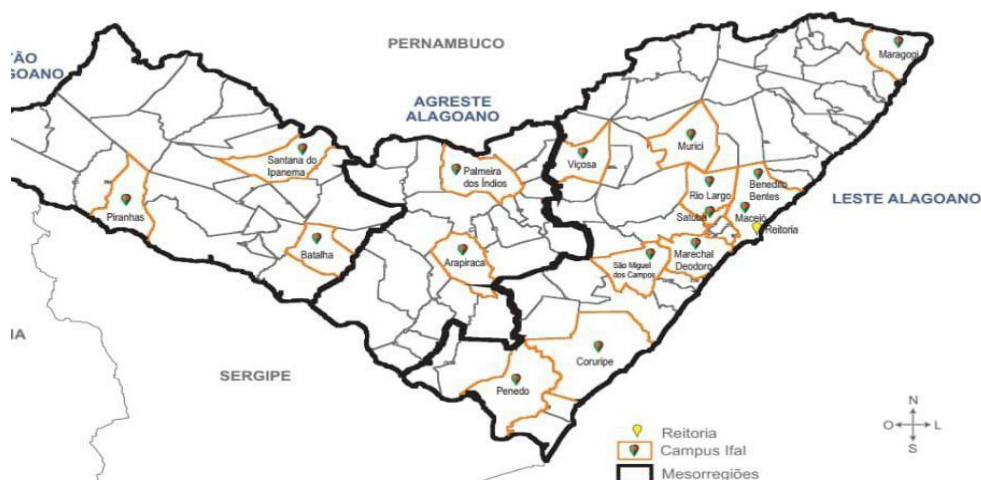 PERNAMBUCO
TÃO
GOANO
AGRESTE
ALAGOANO
Maragogi
Santana do
Ipanema
Palmeira
dos Índios
Viçosa
Murici
Rio Largo
Benedito
Bentes
Piranhas
Satuba
Maceió
LESTE ALAGOANO
Reitoria
Batalha
Arapiraca
São Miguel
dos Campos
Marechal
Deodoro
IA
SERGIPE
Coruripe
Penedo
N
O
L
S
Reitoria
Campus Ifal
Mesorregiões